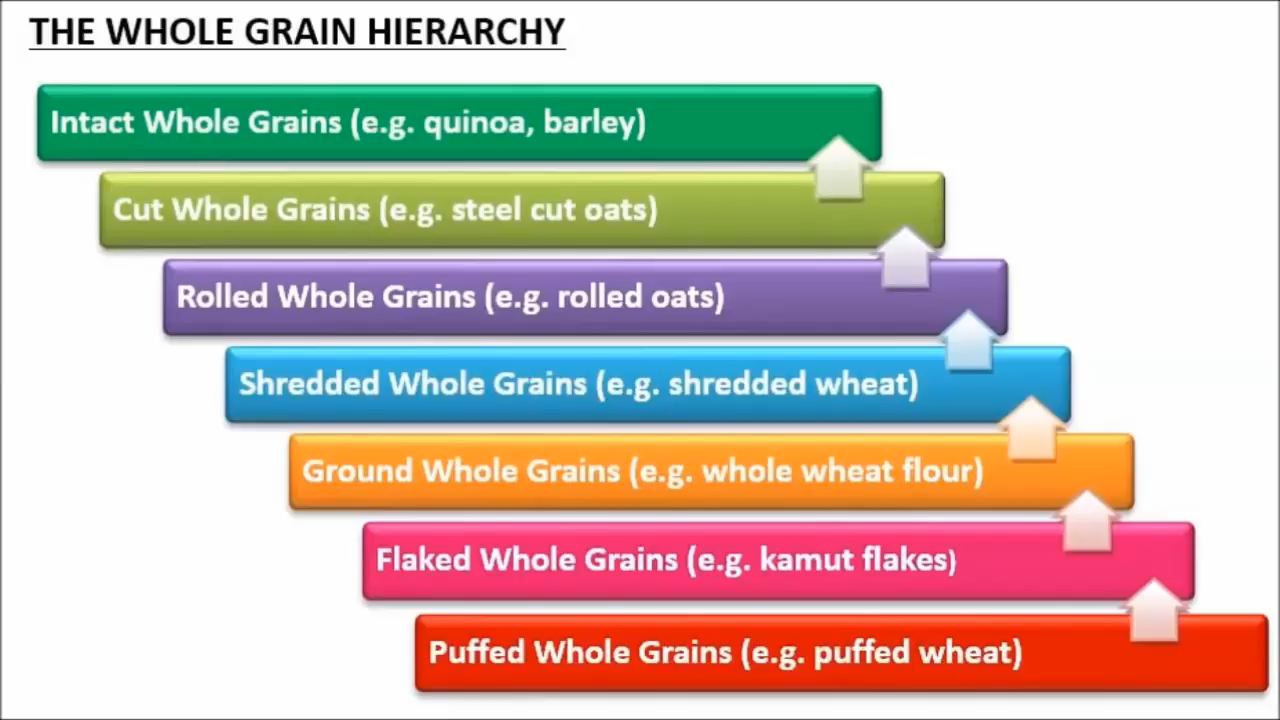 THE WHOLE GRAIN HIERARCHY
Intact Whole Grains (e.g. quinoa, barley)
Cut Whole Grains (e.g. steel cut oats)
Rolled Whole Grains (e.g. rolled oats)
Shredded Whole Grains (e.g. shredded wheat)
Ground Whole Grains (e.g. whole wheat flour)
Flaked Whole Grains (e.g. kamut flakes)
Puffed Whole Grains (e.g. puffed wheat)